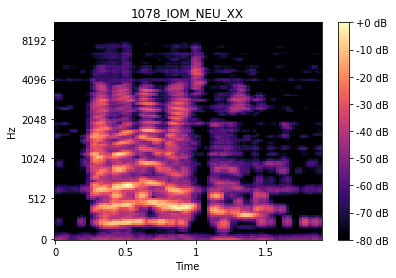 1078_IOM_NEU_XX
8192
4096
2048
1024
512
0
Hz
0
0.5
1
1.5
Time
+0 dB
-10 dB
-20 dB
-30 dB
-40 dB
-50 dB
-60 dB
-70 dB
-80 dB